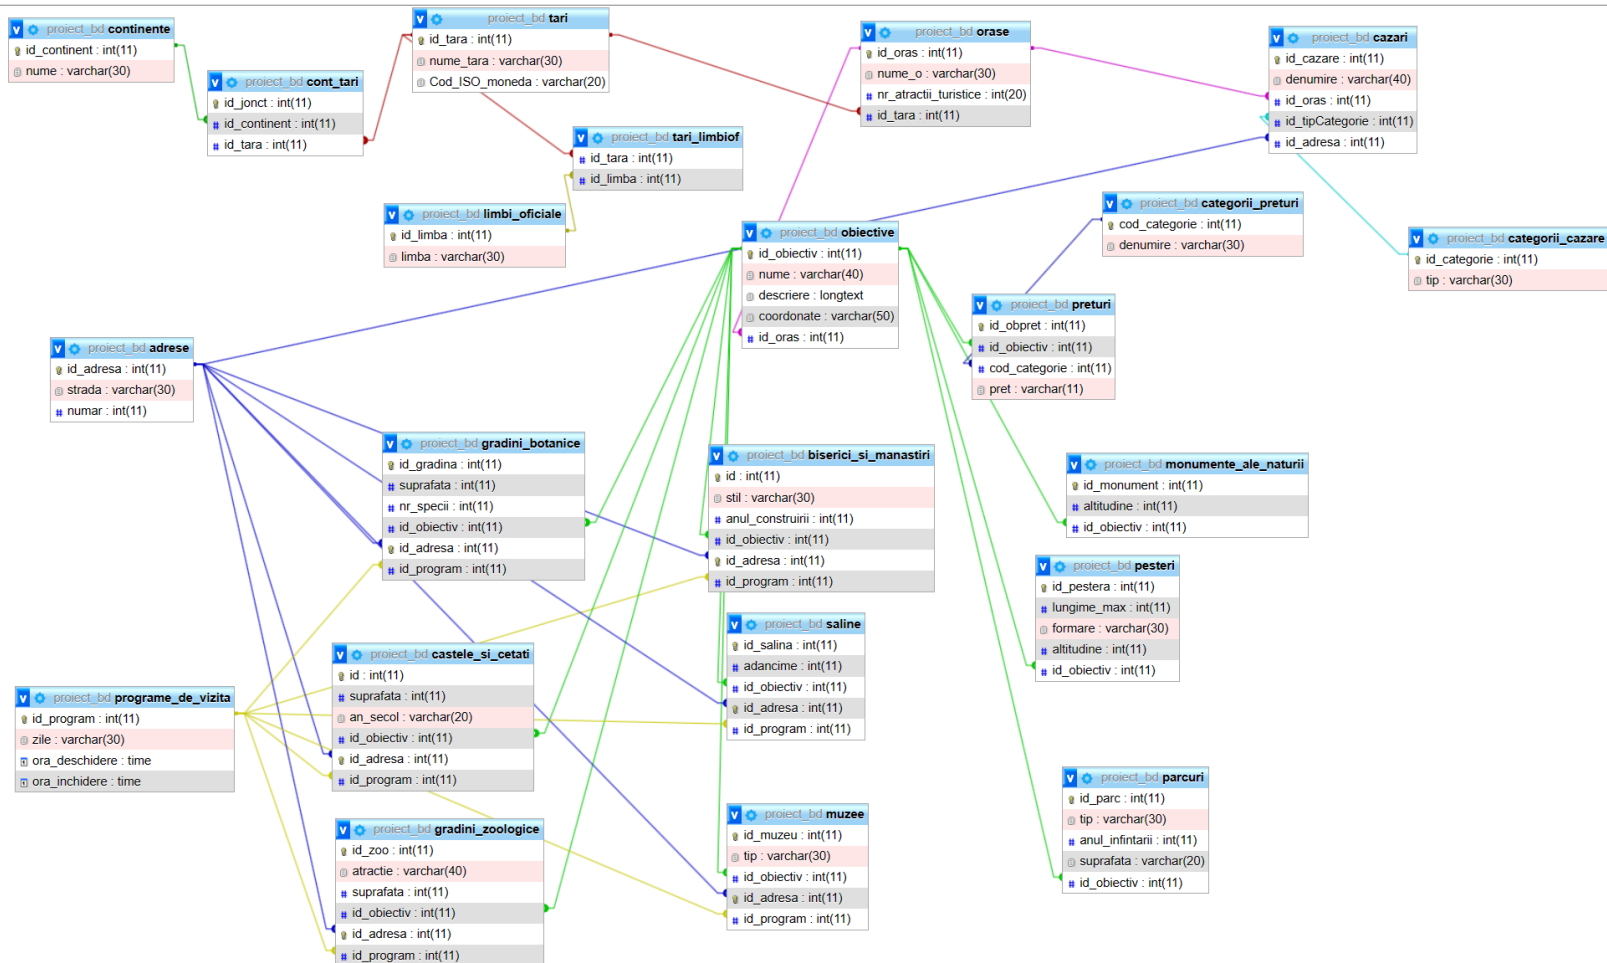 proiect_bd continente
id_continent : int(11)
nume : varchar(30)
proiect_bd cont_tari
id_jonct : int(11)
id_continent : int(11)
id_tara : int(11)
proiect_bd tari
id_tara : int(11)
nume_tara : varchar(30)
Cod_ISO_moneda : varchar(20)
proiect_bd tari_limbiof
id_tara : int(11)
id_limba : int(11)
proiect_bd limbi_oficiale
id_limba : int(11)
limba : varchar(30)
proiect_bd orase
id_oras : int(11)
nume_o : varchar(30)
nr_atractii_turistice : int(20)
id_tara : int(11)
proiect_bd cazari
id_cazare : int(11)
denumire : varchar(40)
id_oras : int(11)
id_tipCategorie : int(11)
id_adresa : int(11)
proiect_bd categorii_preturi
cod_categorie : int(11)
denumire : varchar(30)
proiect_bd categorii_cazare
id_categorie : int(11)
tip : varchar(30)
proiect_bd obiective
id_obiectiv : int(11)
nume : varchar(40)
descriere : longtext
coordonate : varchar(50)
id_oras : int(11)
proiect_bd preturi
id_obpret : int(11)
id_obiectiv : int(11)
cod_categorie : int(11)
pret : varchar(11)
proiect_bd adrese
id_adresa : int(11)
strada : varchar(30)
numar : int(11)
proiect_bd gradini_botanice
id_gradina : int(11)
suprafata : int(11)
nr_specii : int(11)
id_obiectiv : int(11)
id_adresa : int(11)
id_program : int(11)
proiect_bd biserici_si_manastiri
id : int(11)
stil : varchar(30)
anul_construirii : int(11)
id_obiectiv : int(11)
id_adresa : int(11)
id_program : int(11)
proiect_bd monumente_ale_naturii
id_monument : int(11)
altitudine : int(11)
id_obiectiv : int(11)
proiect_bd pesteri
id_pestera : int(11)
lungime_max : int(11)
formare : varchar(30)
altitudine : int(11)
id_obiectiv : int(11)
proiect_bd saline
id_salina : int(11)
adancime : int(11)
id_obiectiv : int(11)
id_adresa : int(11)
id_program : int(11)
proiect_bd castele_si_cetati
id : int(11)
suprafata : int(11)
an_secol : varchar(20)
id_obiectiv : int(11)
id_adresa : int(11)
id_program : int(11)
proiect_bd programe_de_vizita
id_program : int(11)
zile : varchar(30)
ora_deschidere : time
ora_inchidere : time
proiect_bd gradini_zoologice
id_zoo : int(11)
atractie : varchar(40)
suprafata : int(11)
id_obiectiv : int(11)
id_adresa : int(11)
id_program : int(11)
proiect_bd muzee
id_muzeu : int(11)
tip : varchar(30)
id_obiectiv : int(11)
id_adresa : int(11)
id_program : int(11)
proiect_bd parcuri
id_parc : int(11)
tip : varchar(30)
anul_infintarii : int(11)
suprafata : varchar(20)
id_obiectiv : int(11)